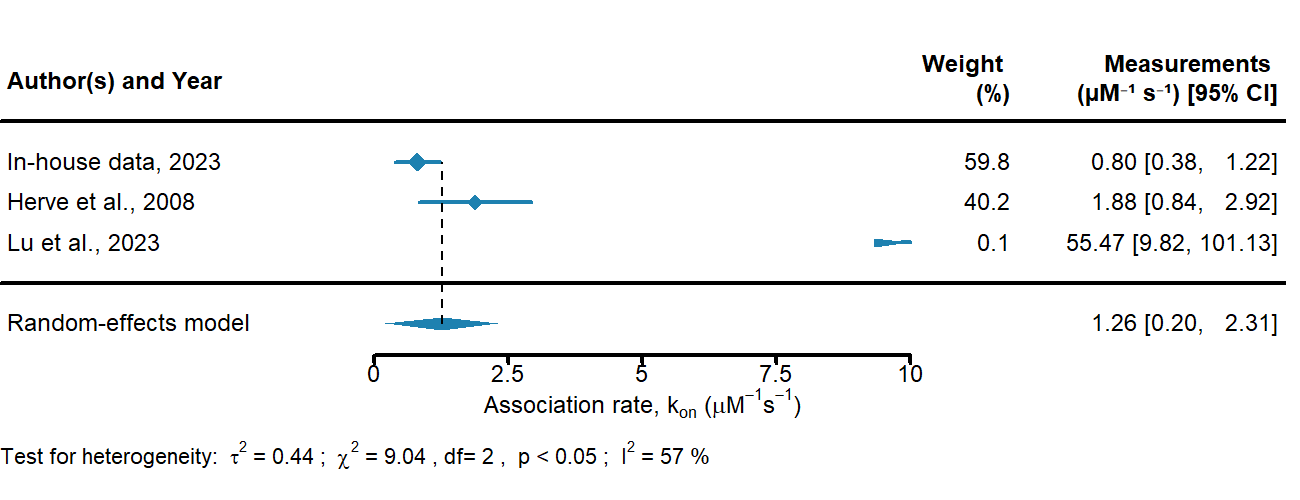 Author(s) and Year Weight (%) Measurements (μM⁻¹ s⁻¹) [95% CI]
In-house data, 2023 59.8 0.80 [0.38, 1.22]
Herve et al., 2008 40.2 1.88 [0.84, 2.92]
Lu et al., 2023 0.1 55.47 [9.82, 101.13]
Random-effects model 1.26 [0.20, 2.31]
0 2.5 5 7.5 10
Association rate, kₒₙ (μM⁻¹s⁻¹)
Test for heterogeneity: τ² = 0.44 ; χ² = 9.04 , df= 2 , p < 0.05 ; I² = 57 %